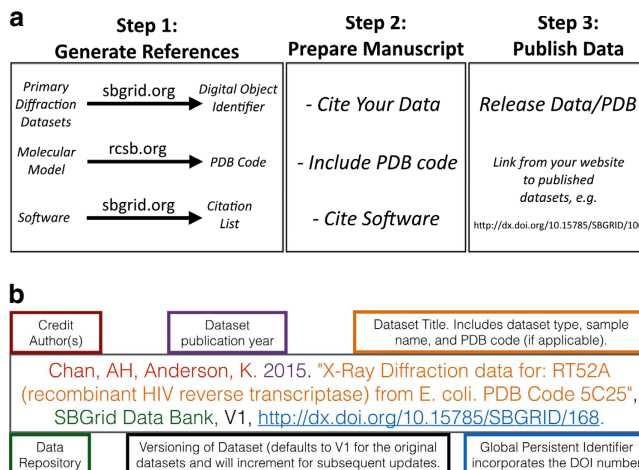 a
Step 1:
Generate References
Step 2:
Prepare Manuscript
Step 3:
Publish Data
Primary
Diffraction
Datasets
sbgrid.org
Digital Object
Identifier
Molecular
Model
rcsb.org
PDB Code
Software
sbgrid.org
Citation
List
- Cite Your Data
- Include PDB code
- Cite Software
Release Data/PDB
Link from your website
to published
datasets, e.g.
http://dx.doi.org/10.15785/SBGRID/10
b
Credit
Author(s)
Dataset
publication year
Dataset Title. Includes dataset type, sample
name, and PDB code (if applicable).
Chan, AH, Anderson, K. 2015. "X-Ray Diffraction data for: RT52A
(recombinant HIV reverse transcriptase) from E. coli. PDB Code 5C25",
SBGrid Data Bank, V1, http://dx.doi.org/10.15785/SBGRID/168.
Data
Repository
Versioning of Dataset (defaults to V1 for the original
datasets and will increment for subsequent updates.
Global Persistent Identifier
incorporates the DOI number